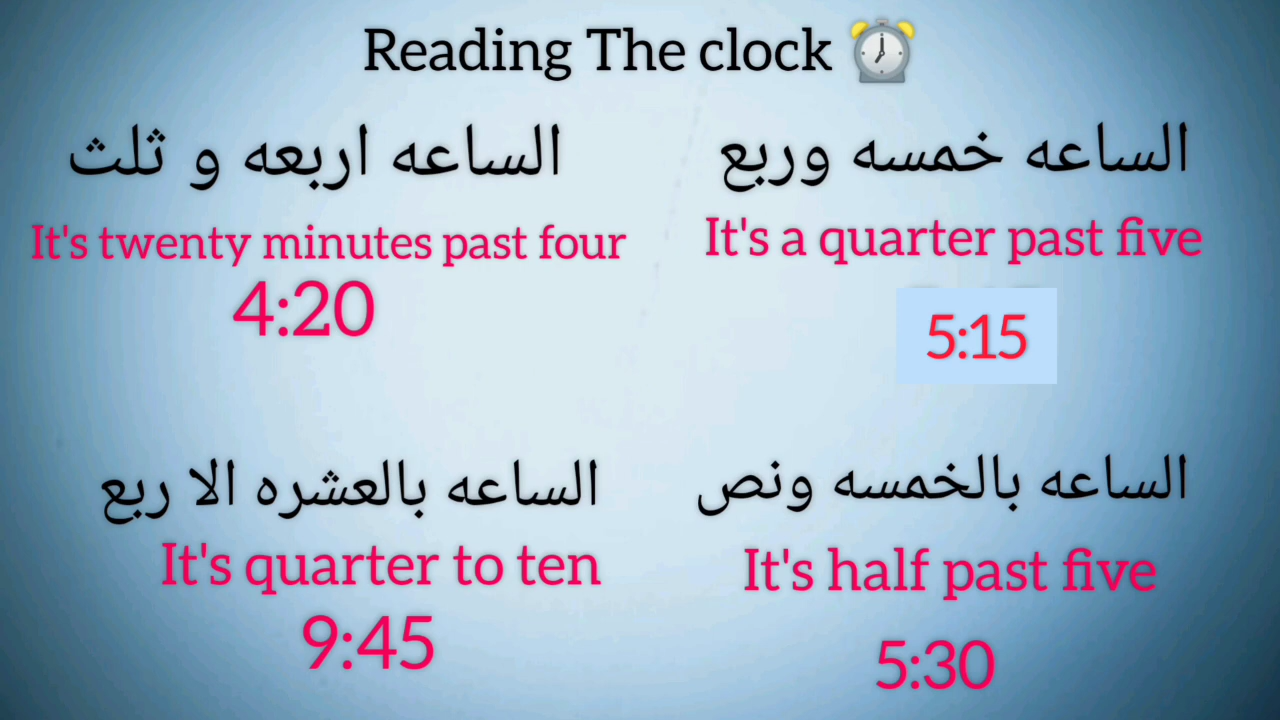 Reading The clock ⏰
الساعه اربعه و ثلث
It's twenty minutes past four
4:20
الساعه خمسه وربع
It's a quarter past five
5:15
الساعه بالعشره الا ربع
It's quarter to ten
9:45
الساعه بالخمسه ونص
It's half past five
5:30